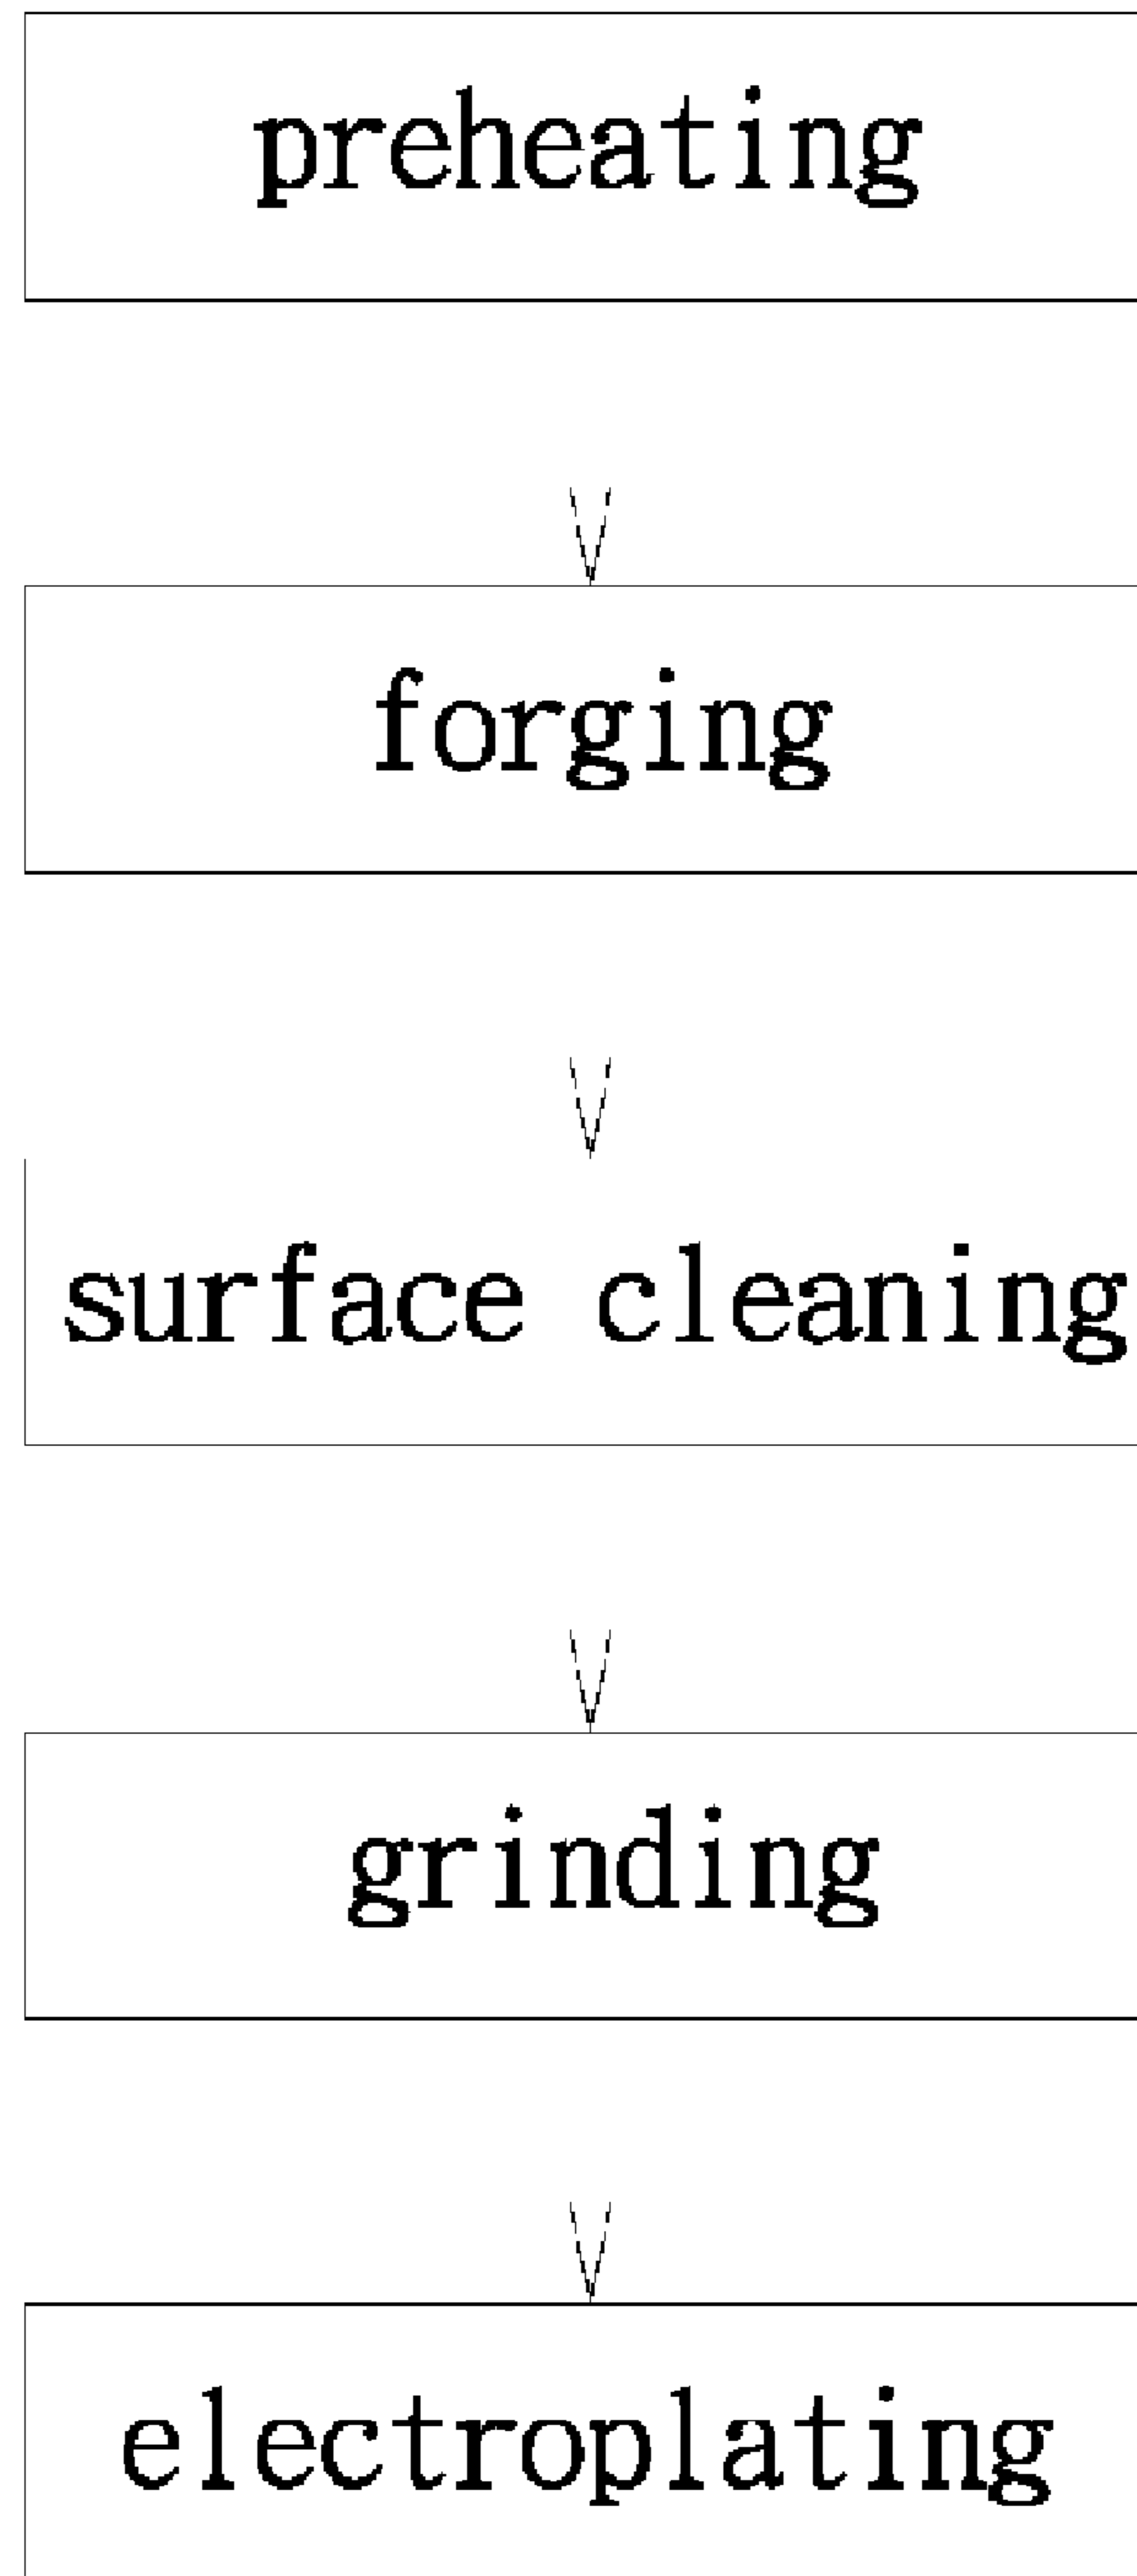 preheating
forging
surface cleaning
grinding
electroplating